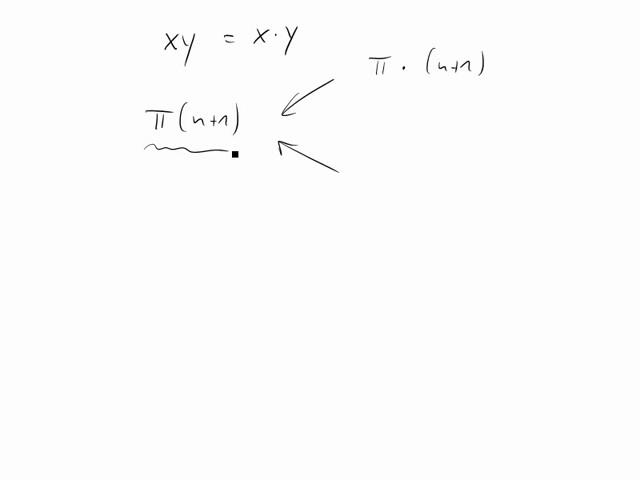 xy = x·y
π · (n+1)
π(n+1)